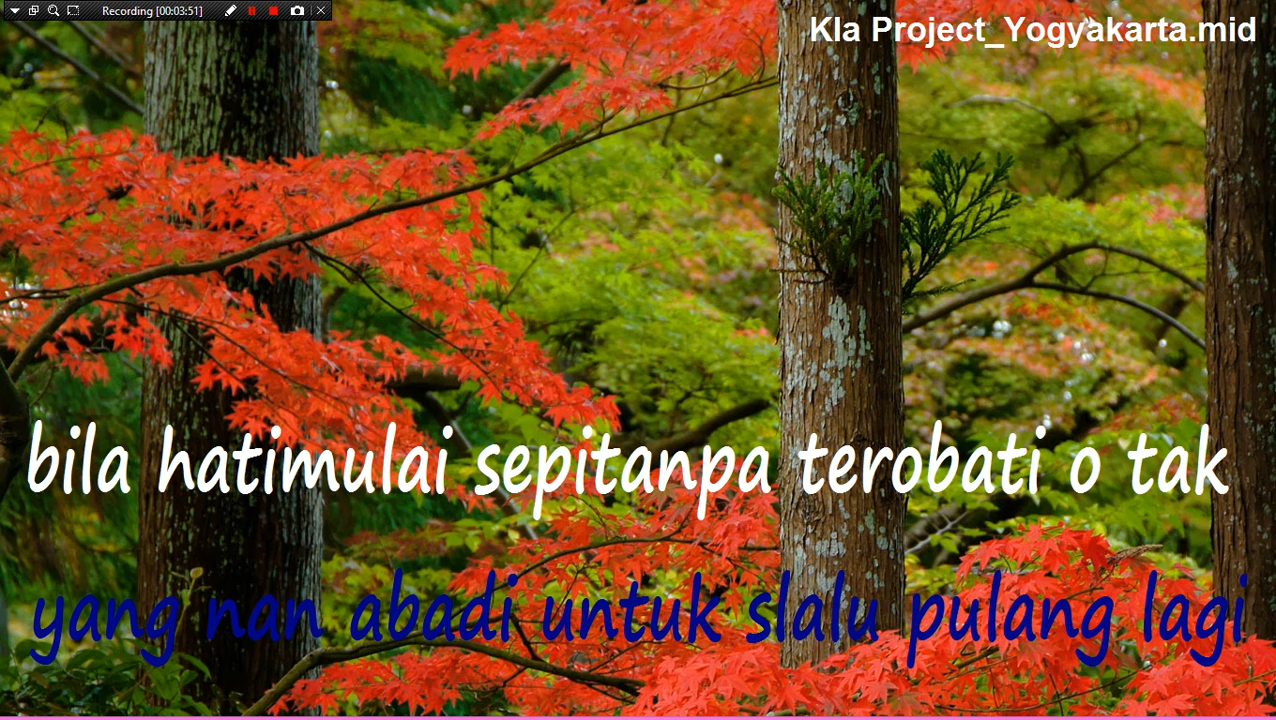 Recording [00:03:51]
Kla Project_Yogyakarta.mid
bila hatimulai sepitanpa terobati o tak
yang nan abadi untuk slalu pulang lagi